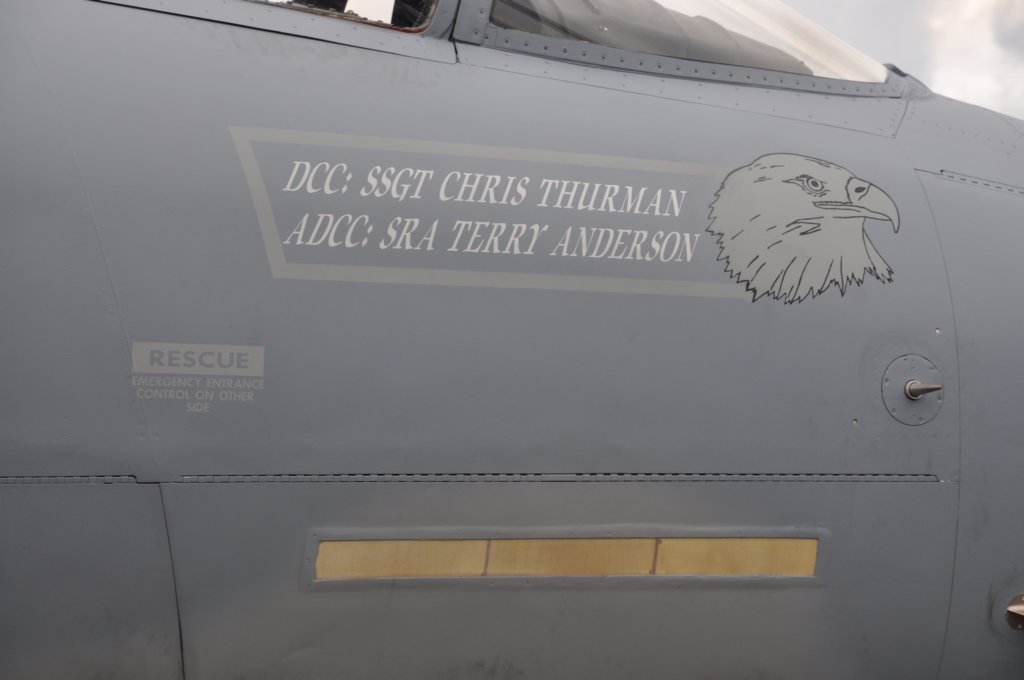 DCC: SSGT CHRIS THURMAN
ADCC: SRA TERRY ANDERSON
RESCUE
EMERGENCY ENTRANCE
CONTROL ON OTHER
SIDE